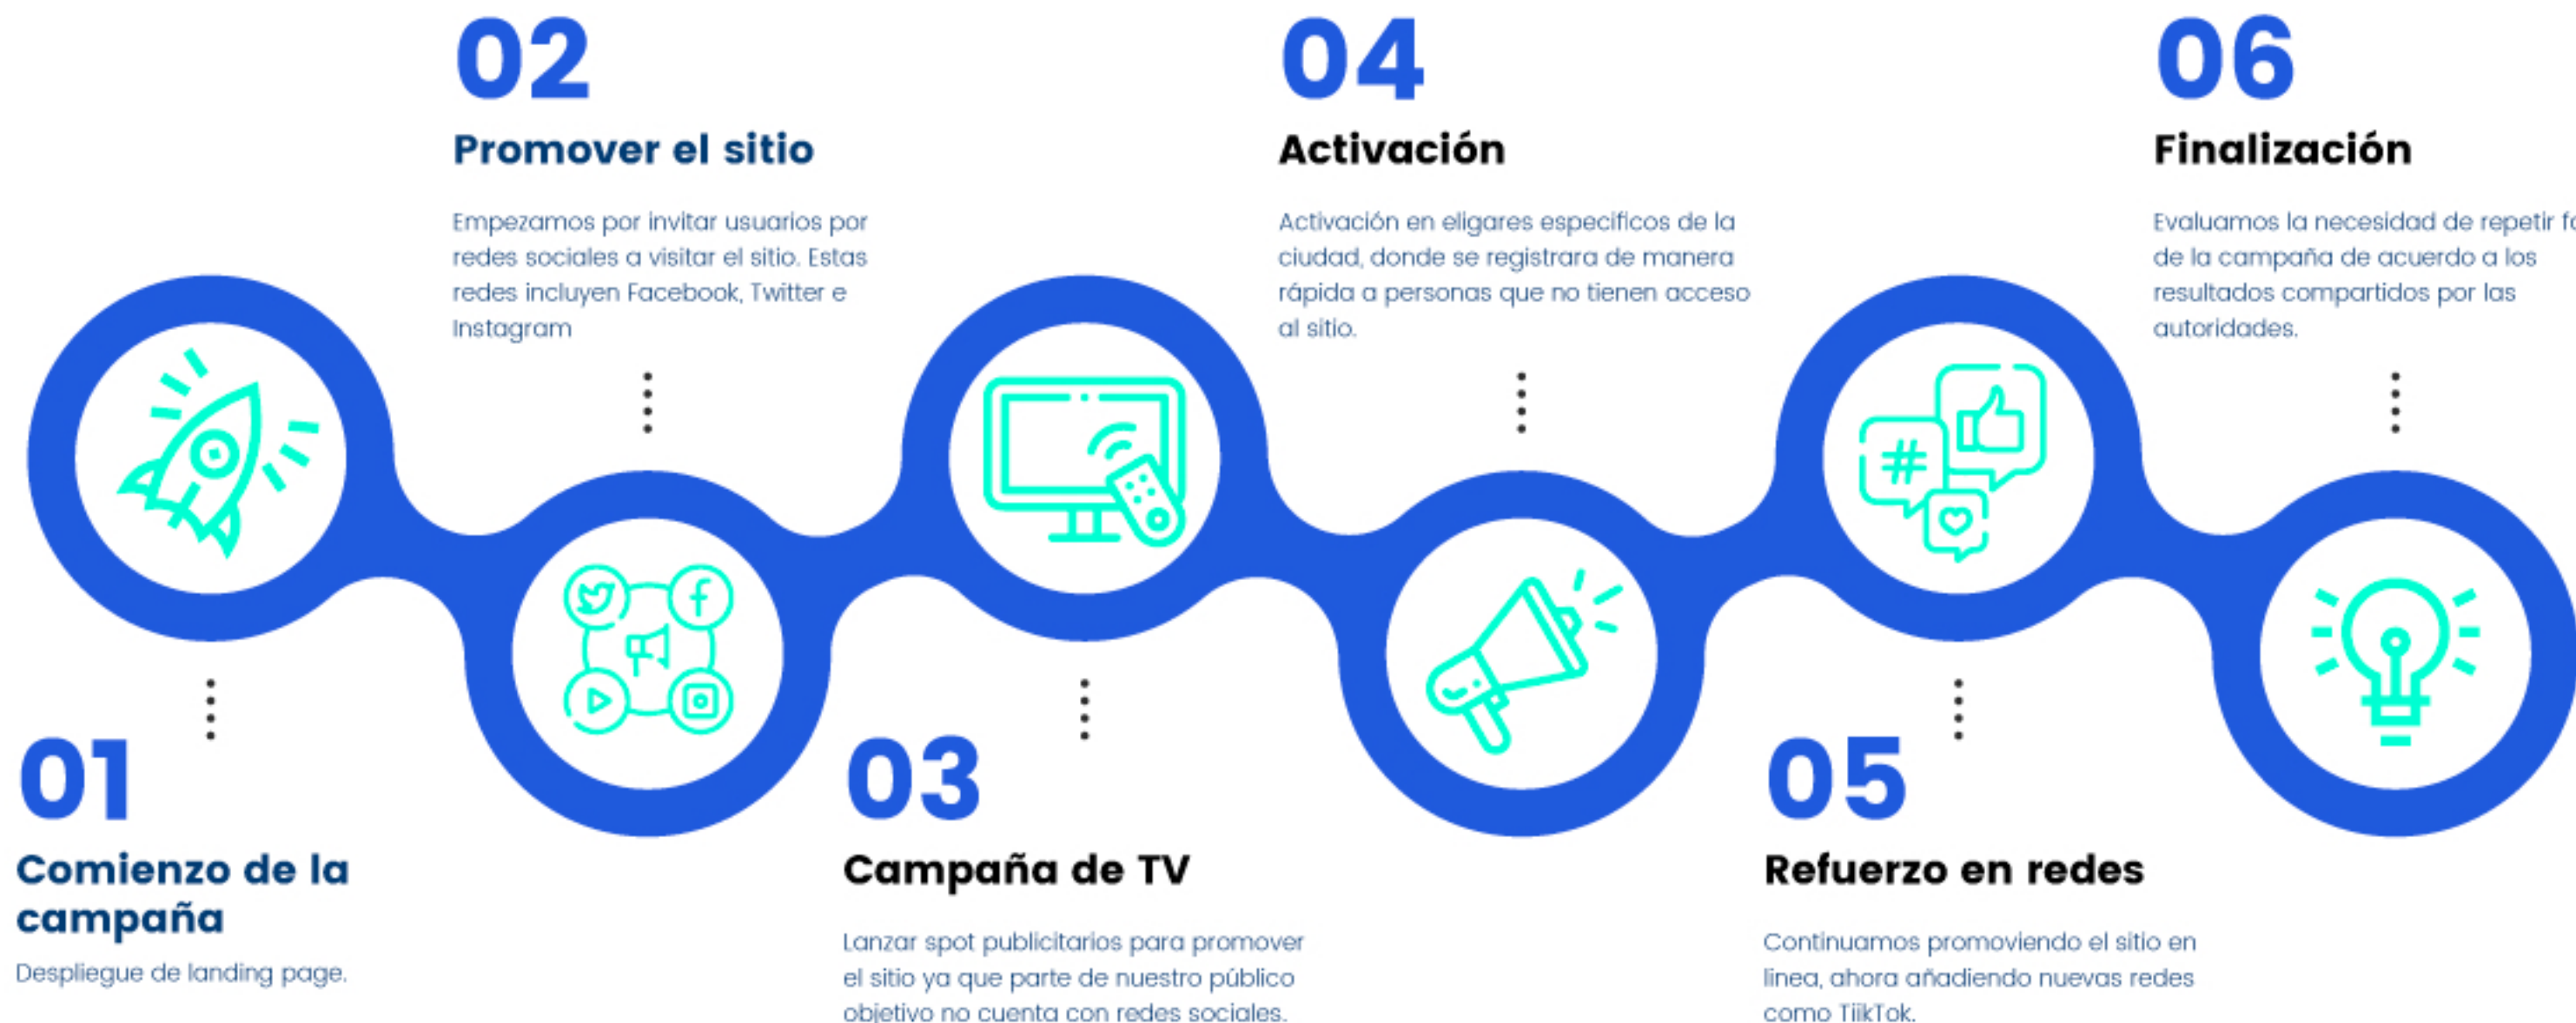 01
Comienzo de la
campaña
Despliegue de landing page.
02
Promover el sitio
Empezamos por invitar usuarios por
redes sociales a visitar el sitio. Estas
redes incluyen Facebook, Twitter e
Instagram
03
Campaña de TV
Lanzar spot publicitarios para promover
el sitio ya que parte de nuestro público
objetivo no cuenta con redes sociales.
04
Activación
Activación en eligares especificos de la
ciudad, donde se registrara de manera
rápida a personas que no tienen acceso
al sitio.
05
Refuerzo en redes
Continuamos promoviendo el sitio en
linea, ahora añadiendo nuevas redes
como TiikTok.
06
Finalización
Evaluamos la necesidad de repetir
de la campaña de acuerdo a los
resultados compartidos por las
autoridades.